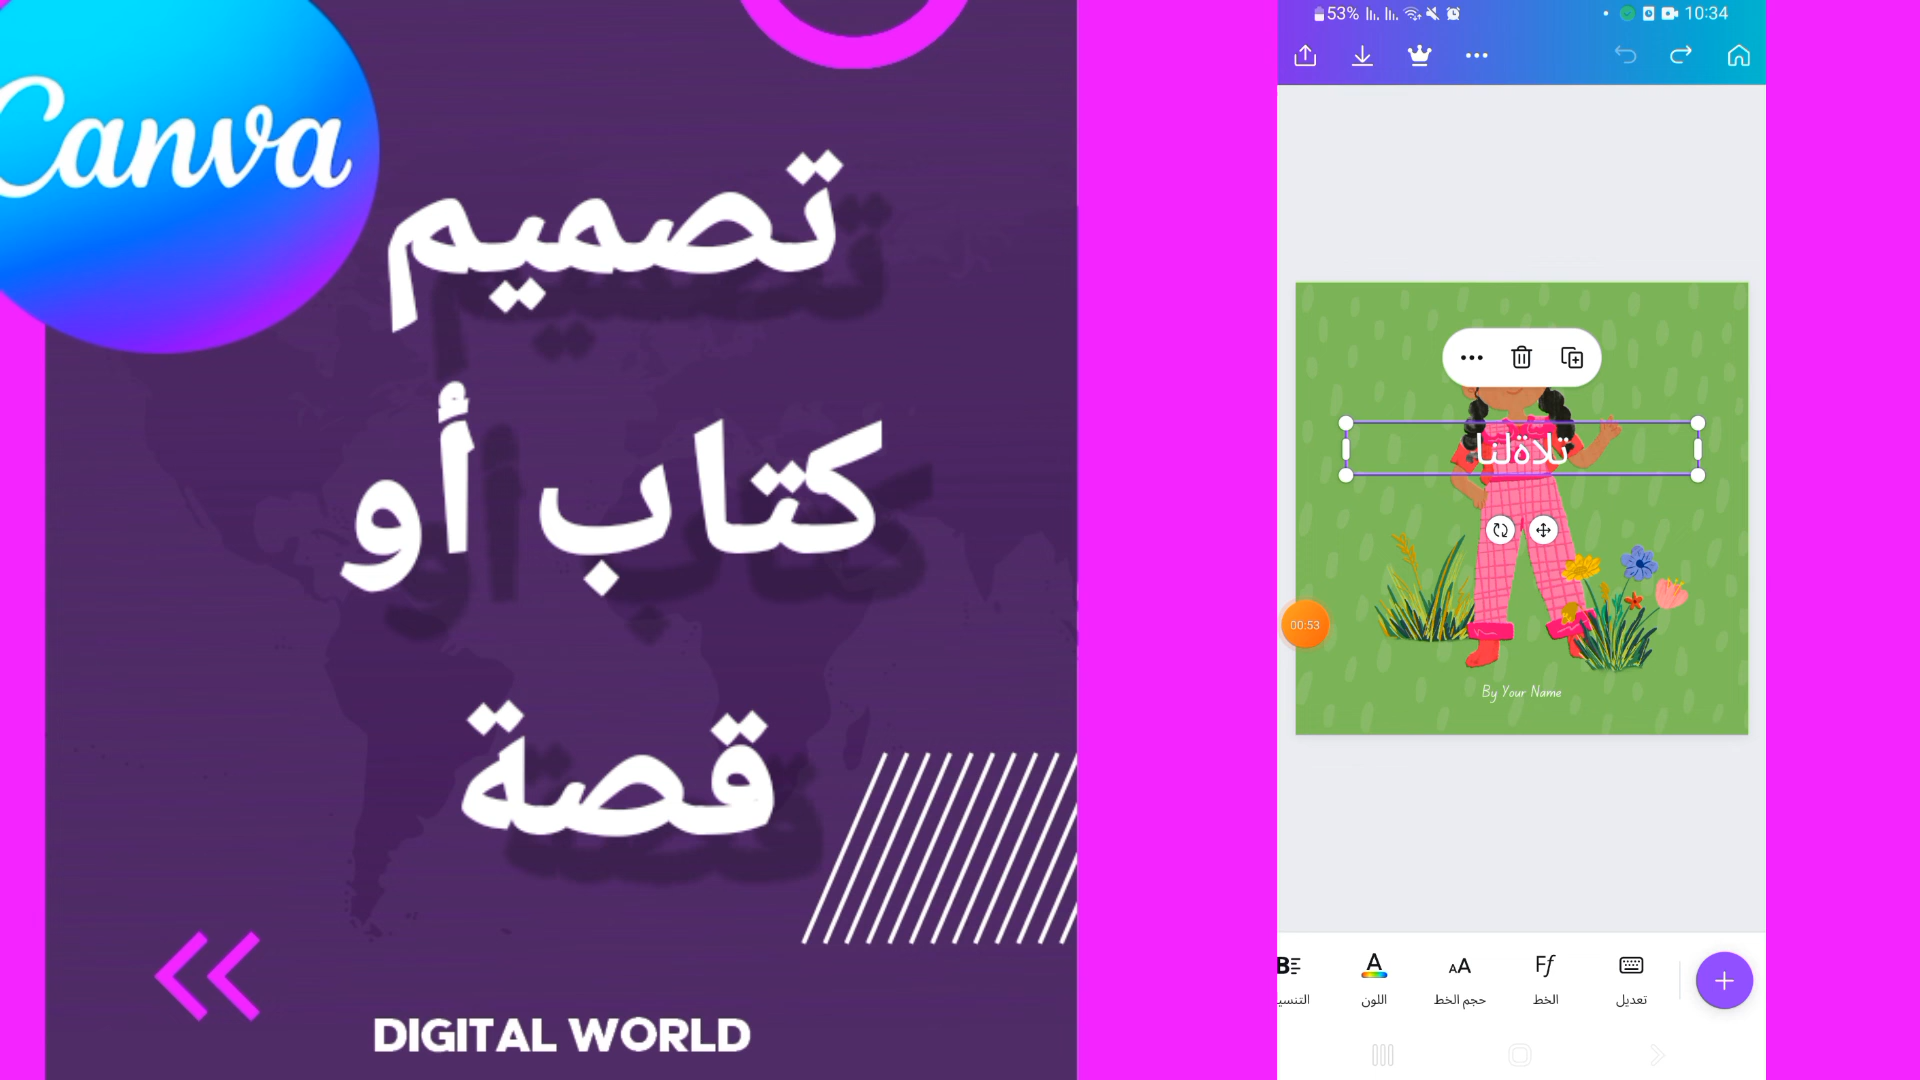 Canva
تصميم
كتاب أو
قصة
DIGITAL WORLD
53%
10:34
تلاةلنا
00:53
By Your Name
تعديل
الخط
حجم الخط
اللون
التنسي